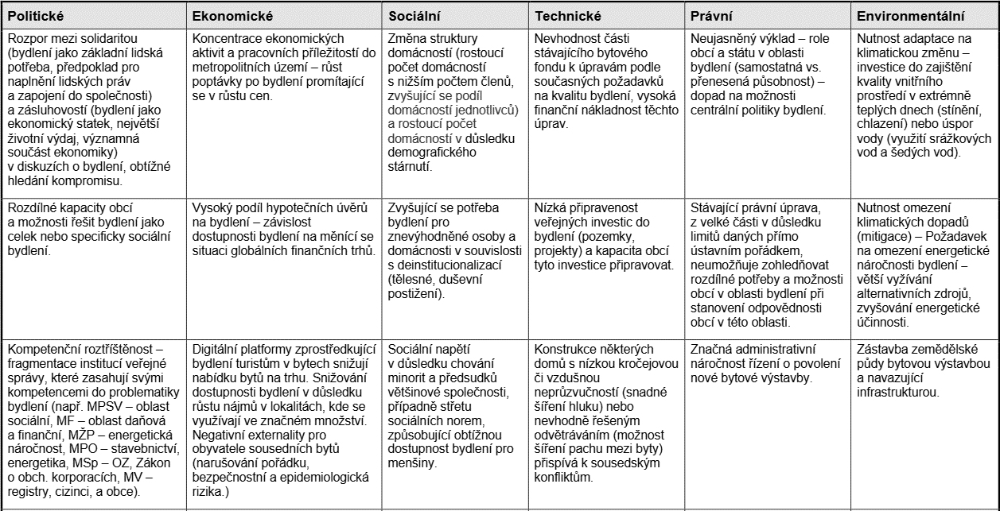 Politické
Ekonomické
Sociální
Technické
Právní
Environmentální
Rozpor mezi solidaritou
(bydlení jako základní lidská
potřeba, předpoklad pro
naplnění lidských práv
a zapojení do společnosti)
a zásluhovostí (bydlení jako
ekonomický statek, největší
životní výdaj, významná
součást ekonomiky)
v diskuzích o bydlení, obtížné
hledání kompromisu.
Koncentrace ekonomických
aktivit a pracovních příležitostí do
metropolitních území – růst
poptávky po bydlení promítající
se v růstu cen.
Změna struktury
domácností (rostoucí
počet domácností
s nižším počtem členů,
zvyšující se podíl
domácností jednotlivců)
a rostoucí počet
domácností v důsledku
demografického
stárnutí.
Nevhodnost části
stávajícího bytového
fondu k úpravám podle
současných požadavků
na kvalitu bydlení, vysoká
finanční nákladnost těchto
úprav.
Neujasněný výklad – role
obcí a státu v oblasti
bydlení (samostatná vs.
přenesená působnost) –
dopad na možnosti
centrální politiky bydlení.
Nutnost adaptace na
klimatickou změnu –
investice do zajištění
kvality vnitřního
prostředí v extrémně
teplých dnech (stínění,
chlazení) nebo úspor
vody (využití srážkových
vod a šedých vod).
Rozdílné kapacity obcí
a možnosti řešit bydlení jako
celek nebo specificky sociální
bydlení.
Vysoký podíl hypotečních úvěrů
na bydlení – závislost
dostupnosti bydlení na měnící se
situaci globálních finančních trhů.
Zvyšující se potřeba
bydlení pro
znevýhodněné osoby a
domácnosti v souvislosti
s deinstitucionalizací
(tělesné, duševní
postižení).
Nízká připravenost
veřejných investic do
bydlení (pozemky,
projekty) a kapacita obcí
tyto investice připravovat.
Stávající právní úprava,
z velké části v důsledku
limitů daných přímo
ústavním pořádkem,
neumožňuje zohledňovat
rozdílné potřeby a možnosti
obcí v oblasti bydlení při
stanovení odpovědnosti
obcí v této oblasti.
Nutnost omezení
klimatických dopadů
(mitigace) – Požadavek
na omezení energetické
náročnosti bydlení –
větší vyžívání
alternativních zdrojů,
zvyšování energetické
účinnosti.
Kompetenční roztříštěnost –
fragmentace institucí veřejné
správy, které zasahují svými
kompetencemi do problematiky
bydlení (např. MPSV – oblast
sociální, MF – oblast daňová
a finanční, MŽP – energetická
náročnost, MPO – stavebnictví,
energetika, MSp – OZ, Zákon
o obch. korporacích, MV –
registry, cizinci, a obce).
Digitální platformy zprostředkující
bydlení turistům v bytech snižují
nabídku bytů na trhu. Snižování
dostupnosti bydlení v důsledku
růstu nájmů v lokalitách, kde se
využívají ve značném množství.
Negativní externality pro
obyvatele sousedních bytů
(narušování pořádku,
bezpečnostní a epidemiologická
rizika.)
Sociální napětí
v důsledku chování
minorit a předsudků
většinové společnosti,
případně střetu
sociálních norem,
způsobující obtížnou
dostupnost bydlení pro
menšiny.
Konstrukce některých
domů s nízkou kročejovou
či vzdušnou
neprůzvučností (snadné
šíření hluku) nebo
nevhodně řešeným
odvětráváním (možnost
šíření pachu mezi byty)
přispívá k sousedským
konfliktům.
Značná administrativní
náročnost řízení o povolení
nové bytové výstavby.
Zástavba zemědělské
půdy bytovou výstavbou
a navazující
infrastrukturou.